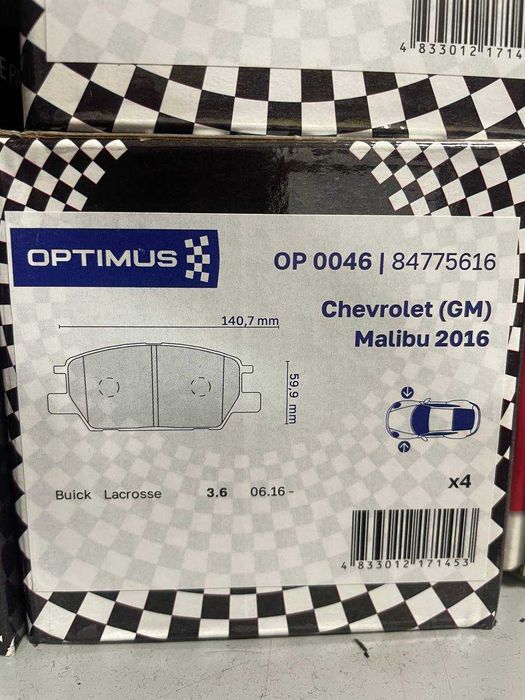 4 833012 1714
OPTIMUS
OP 0046 | 84775616
Chevrolet (GM)
Malibu 2016
140,7 mm
59,9 mm
x4
Buick Lacrosse 3.6 06.16 -
4 833012 171453